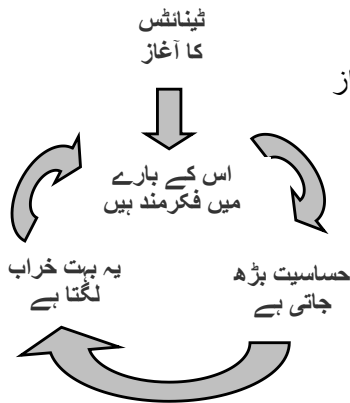 ٹینائٹس
کا آغاز
از
اس کے بارے
میں فکرمند ہیں
حساسیت بڑھ
جاتی ہے
یہ بہت خراب
لگتا ہے